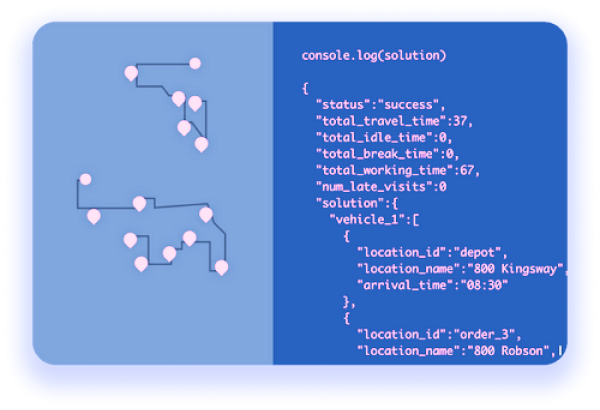 console.log(solution)
{
"status":"success",
"total_travel_time":37,
"total_idle_time":0,
"total_break_time":0,
"total_working_time":67,
"num_late_visits":0
"solution":{
"vehicle_1":[
{
"location_id":"depot",
"location_name":"800 Kingsway",
"arrival_time":"08:30"
},
{
"location_id":"order_3",
"location_name":"800 Robson",